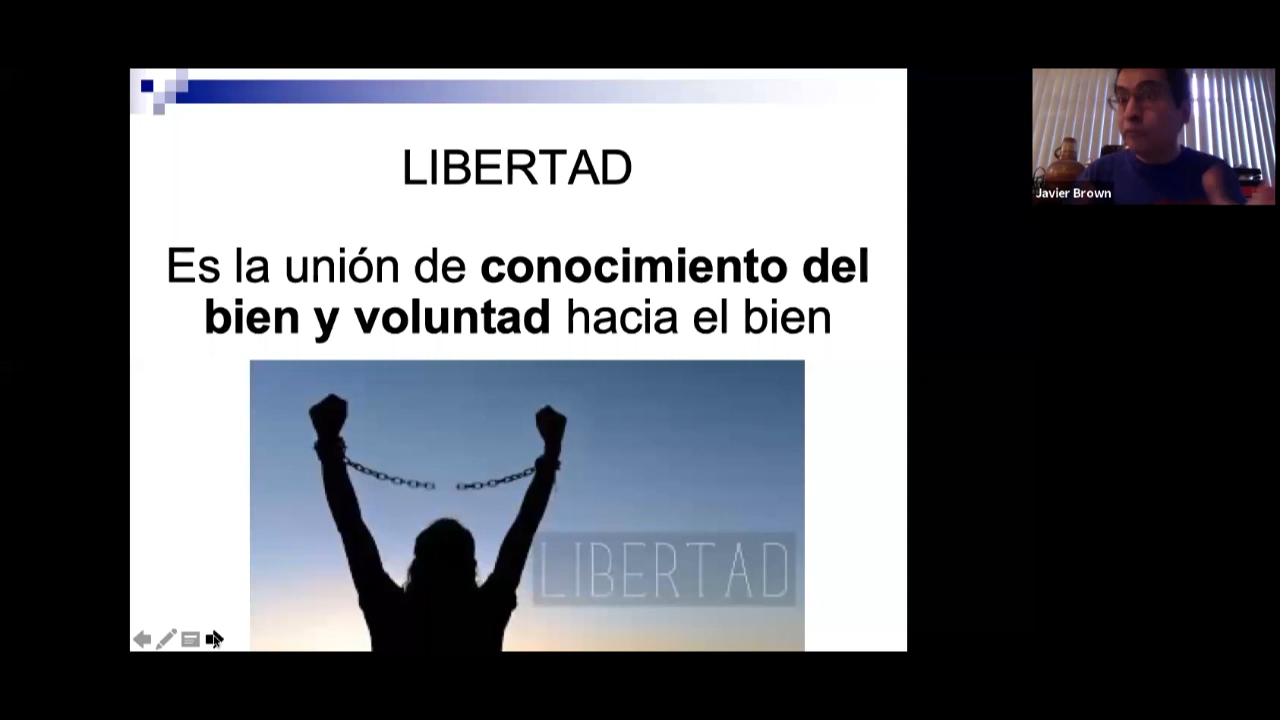 LIBERTAD
Es la unión de conocimiento del
bien y voluntad hacia el bien
LIBERTAD
Javier Brown